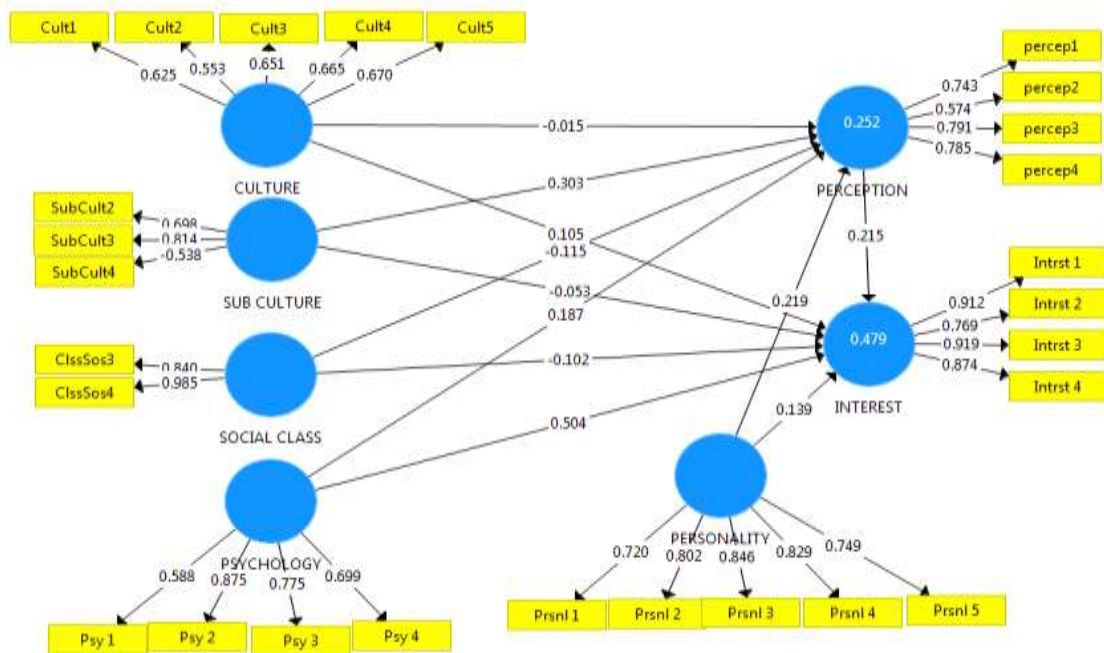 Cult1
Cult2
Cult3
Cult4
Cult5
0.625
0.553
0.651
0.665
0.670
CULTURE
SubCult2
SubCult3
SubCult4
0.698
0.814
-0.538
SUB CULTURE
ClssSos3
ClssSos4
0.840
0.985
SOCIAL CLASS
PSYCHOLOGY
0.588
0.875
0.775
0.699
Psy 1
Psy 2
Psy 3
Psy 4
-0.015
0.303
0.105
-0.115
-0.053
0.187
-0.102
0.504
0.219
0.215
0.139
0.252
PERCEPTION
0.743
0.574
0.791
0.785
percep1
percep2
percep3
percep4
0.479
INTEREST
0.912
0.769
0.919
0.874
Intrst 1
Intrst 2
Intrst 3
Intrst 4
PERSONALITY
0.720
0.802
0.846
0.829
0.749
Prsnl 1
Prsnl 2
Prsnl 3
Prsnl 4
Prsnl 5